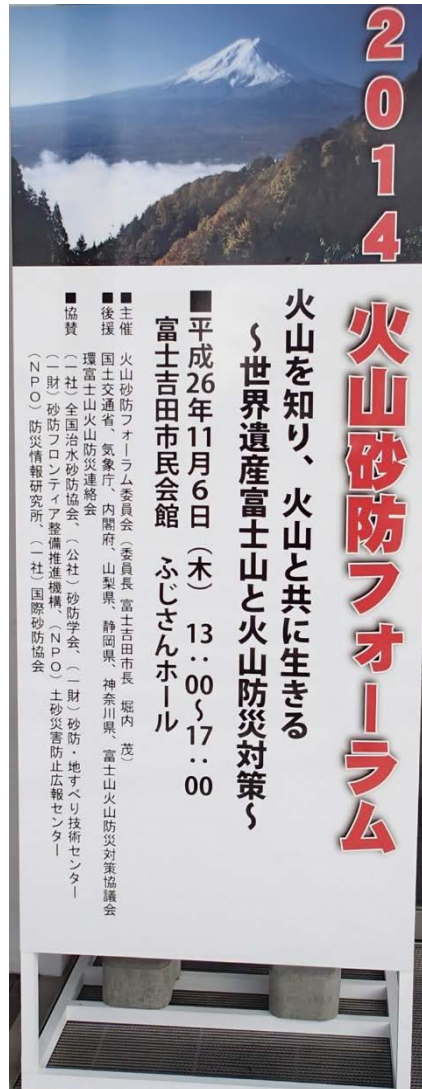 2014 火山砂防フォーラム
火山を知り、火山と共に生きる
～世界遺産富士山と火山防災対策～
■平成26年11月6日（木） 13：00～17：00
富士吉田市民会館 ふじさんホール
■主催 火山砂防フォーラム委員会（委員長 富士吉田市長 堀内 茂）
■後援 国土交通省、気象庁、内閣府、山梨県、静岡県、神奈川県、富士山火山防災対策協議会
環富士山火山防災連絡会
■協賛 （一社）全国治水砂防協会、（公社）砂防学会、（一財）砂防・地すべり技術センター
（一財）砂防フロンティア整備推進機構、（NPO）土砂災害防止広報センター
（NPO）防災情報研究所、（一社）国際砂防協会